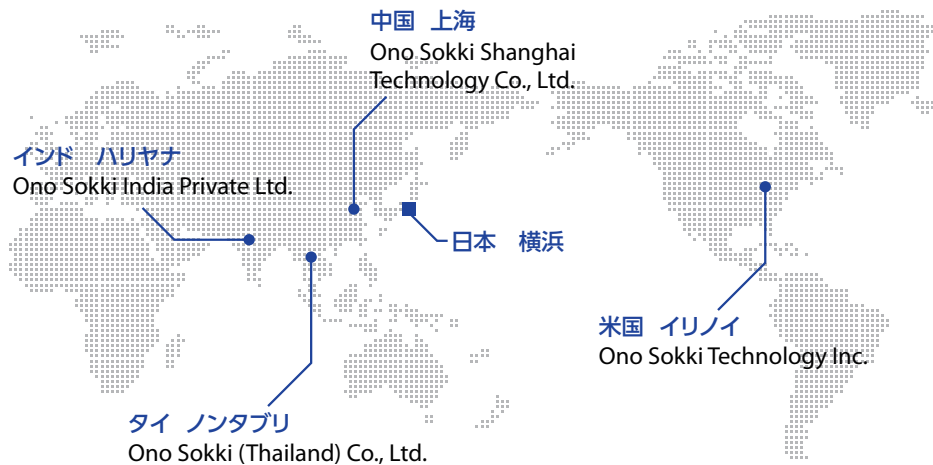 中国 上海
Ono Sokki Shanghai
Technology Co., Ltd.
インド ハリヤナ
Ono Sokki India Private Ltd.
日本 横浜
米国 イリノイ
Ono Sokki Technology Inc.
タイ ノンタブリ
Ono Sokki (Thailand) Co., Ltd.